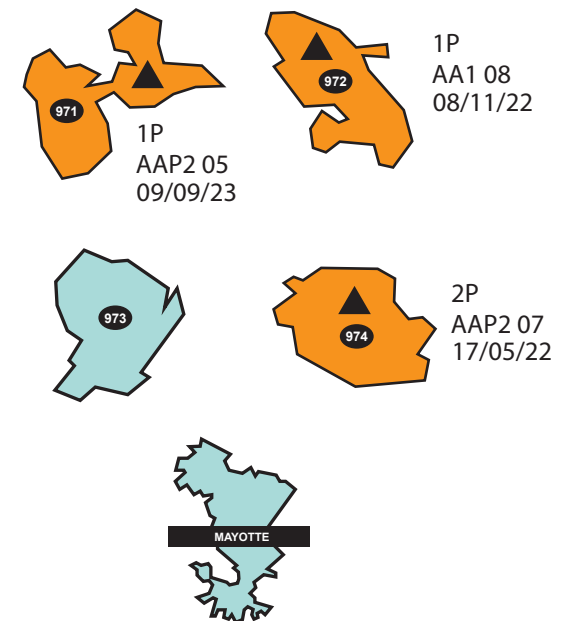 971
1P
AAP2 05
09/09/23
972
1P
AA1 08
08/11/22
973
974
2P
AAP2 07
17/05/22
MAYOTTE